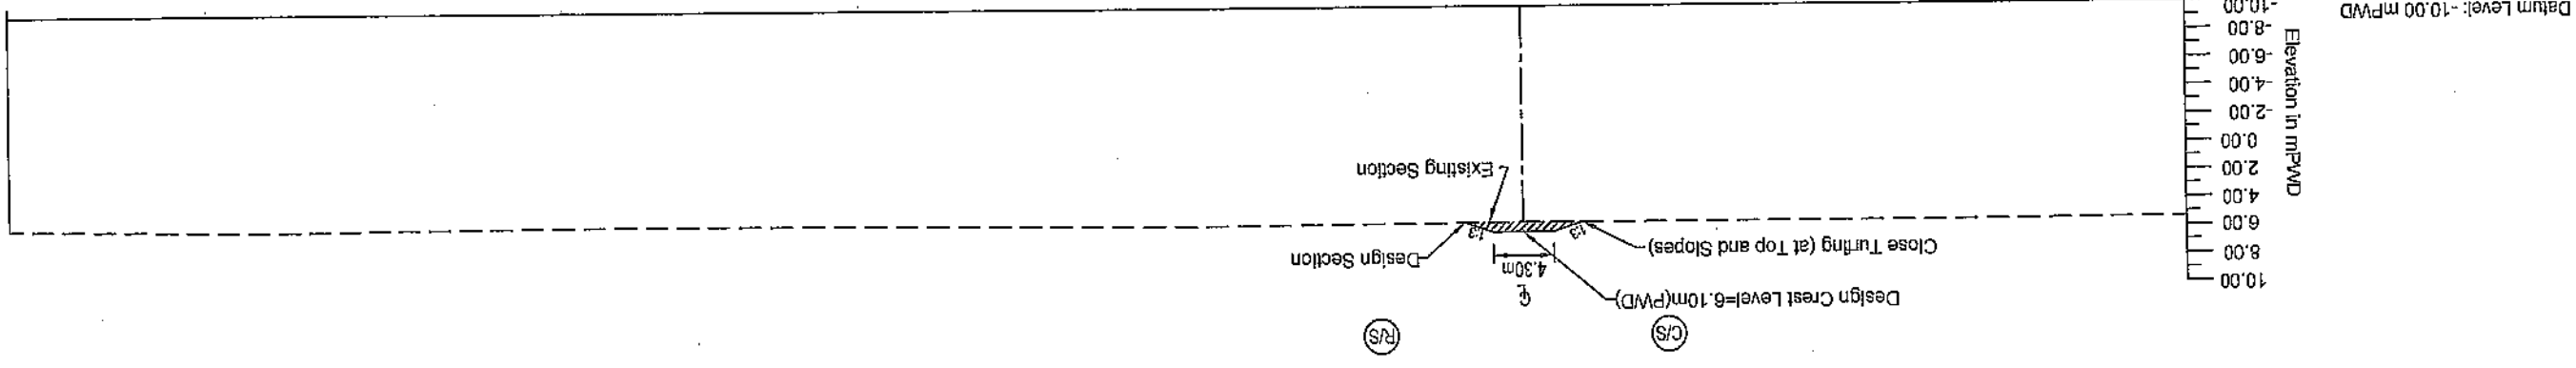 C/S
R/S
Design Crest Level=6.10m(PWD)
℄
4.30m
Close Turfing (at Top and Slopes)
Design Section
1:3
1:3
Existing Section
Elevation in mPWD
10.00
8.00
6.00
4.00
2.00
0.00
-2.00
-4.00
-6.00
-8.00
-10.00
Datum Level: -10.00 mPWD